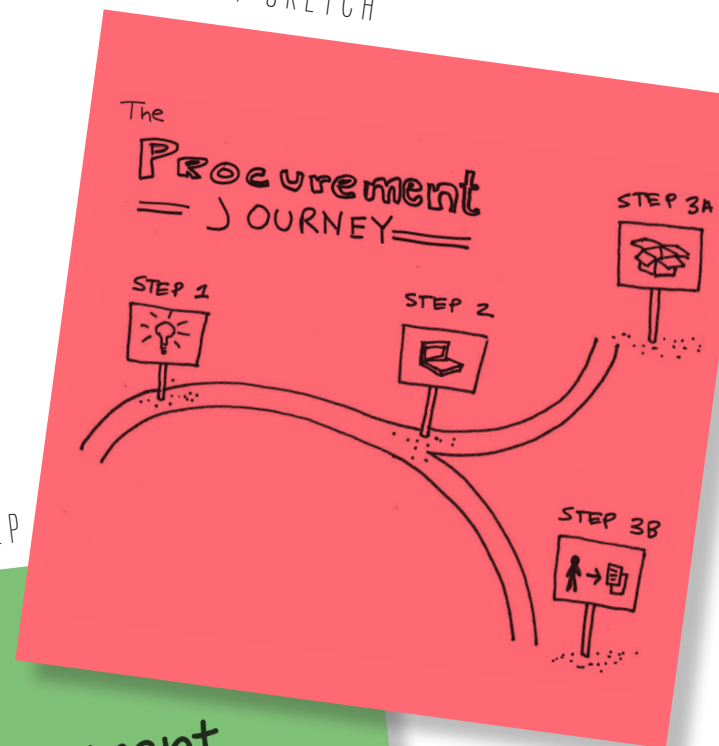 The
Procurement
JOURNEY
STEP 1
STEP 2
STEP 3A
STEP 3B